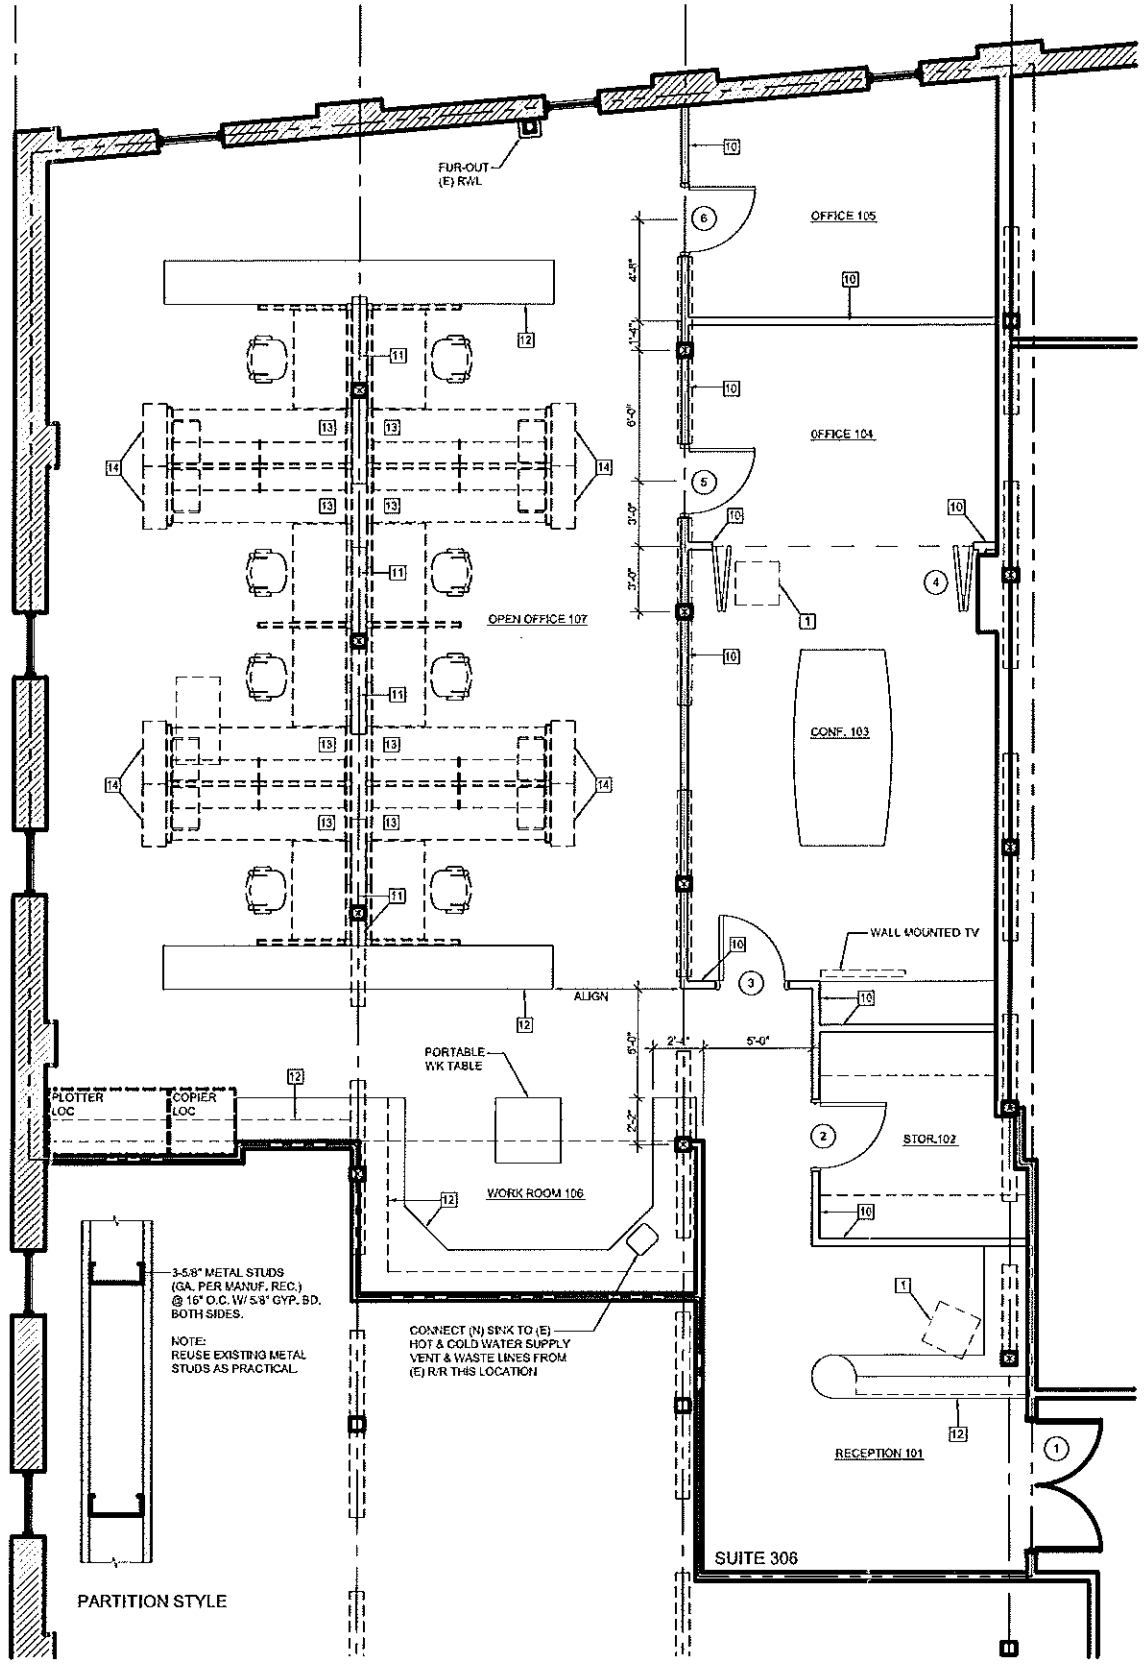 10
FUR-OUT
(E) RWL
6
OFFICE 105
4'-8"
10
12
1'-4"
11
10
6'-0"
13
13
OFFICE 104
14
14
5
13
13
3'-0"
10
10
11
3'-0"
4
1
OPEN OFFICE 107
10
11
CONF. 103
13
13
14
14
13
13
11
WALL MOUNTED TV
10
3
ALIGN
10
12
2'-4"
5'-0"
PORTABLE
WK TABLE
12
PLOTTER
LOC
COPIER
LOC
2'-2"
2
STOR.102
WORK ROOM 106
12
10
3-5/8" METAL STUDS
(GA. PER MANUF. REC.)
@ 16" O.C. W/ 5/8" GYP. BD.
BOTH SIDES.
NOTE:
REUSE EXISTING METAL
STUDS AS PRACTICAL
1
CONNECT (N) SINK TO (E)
HOT & COLD WATER SUPPLY
VENT & WASTE LINES FROM
(E) R/R THIS LOCATION
12
RECEPTION 101
1
SUITE 306
PARTITION STYLE